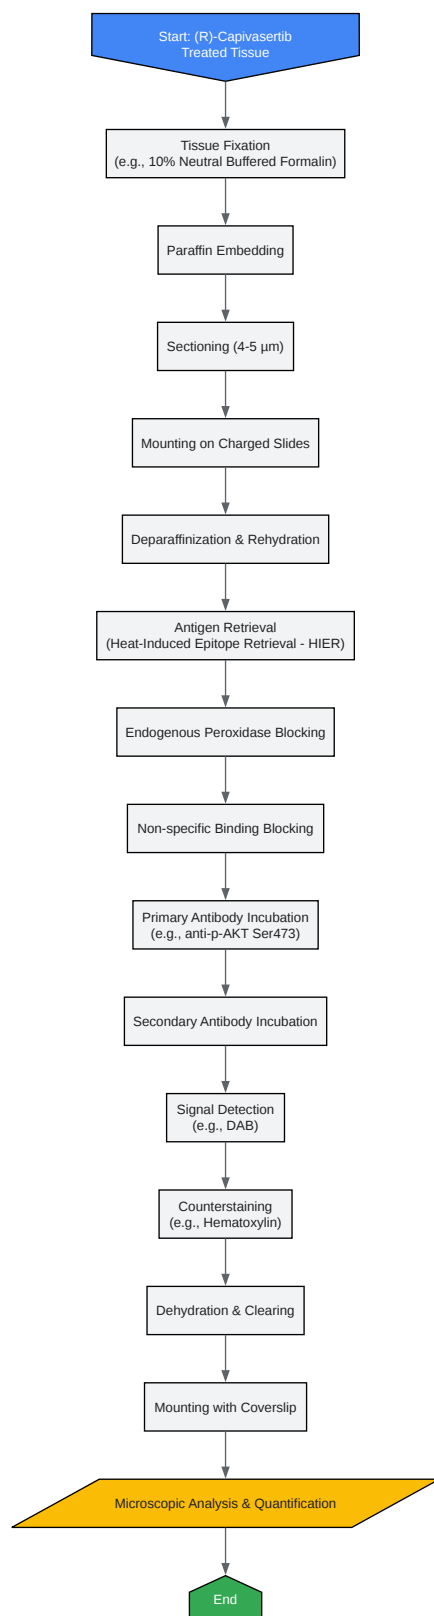 Start: (R)-Capivasertib
Treated Tissue
Tissue Fixation
(e.g., 10% Neutral Buffered Formalin)
Paraffin Embedding
Sectioning (4-5 µm)
Mounting on Charged Slides
Deparaffinization & Rehydration
Antigen Retrieval
(Heat-Induced Epitope Retrieval - HIER)
Endogenous Peroxidase Blocking
Non-specific Binding Blocking
Primary Antibody Incubation
(e.g., anti-p-AKT Ser473)
Secondary Antibody Incubation
Signal Detection
(e.g., DAB)
Counterstaining
(e.g., Hematoxylin)
Dehydration & Clearing
Mounting with Coverslip
Microscopic Analysis & Quantification
End